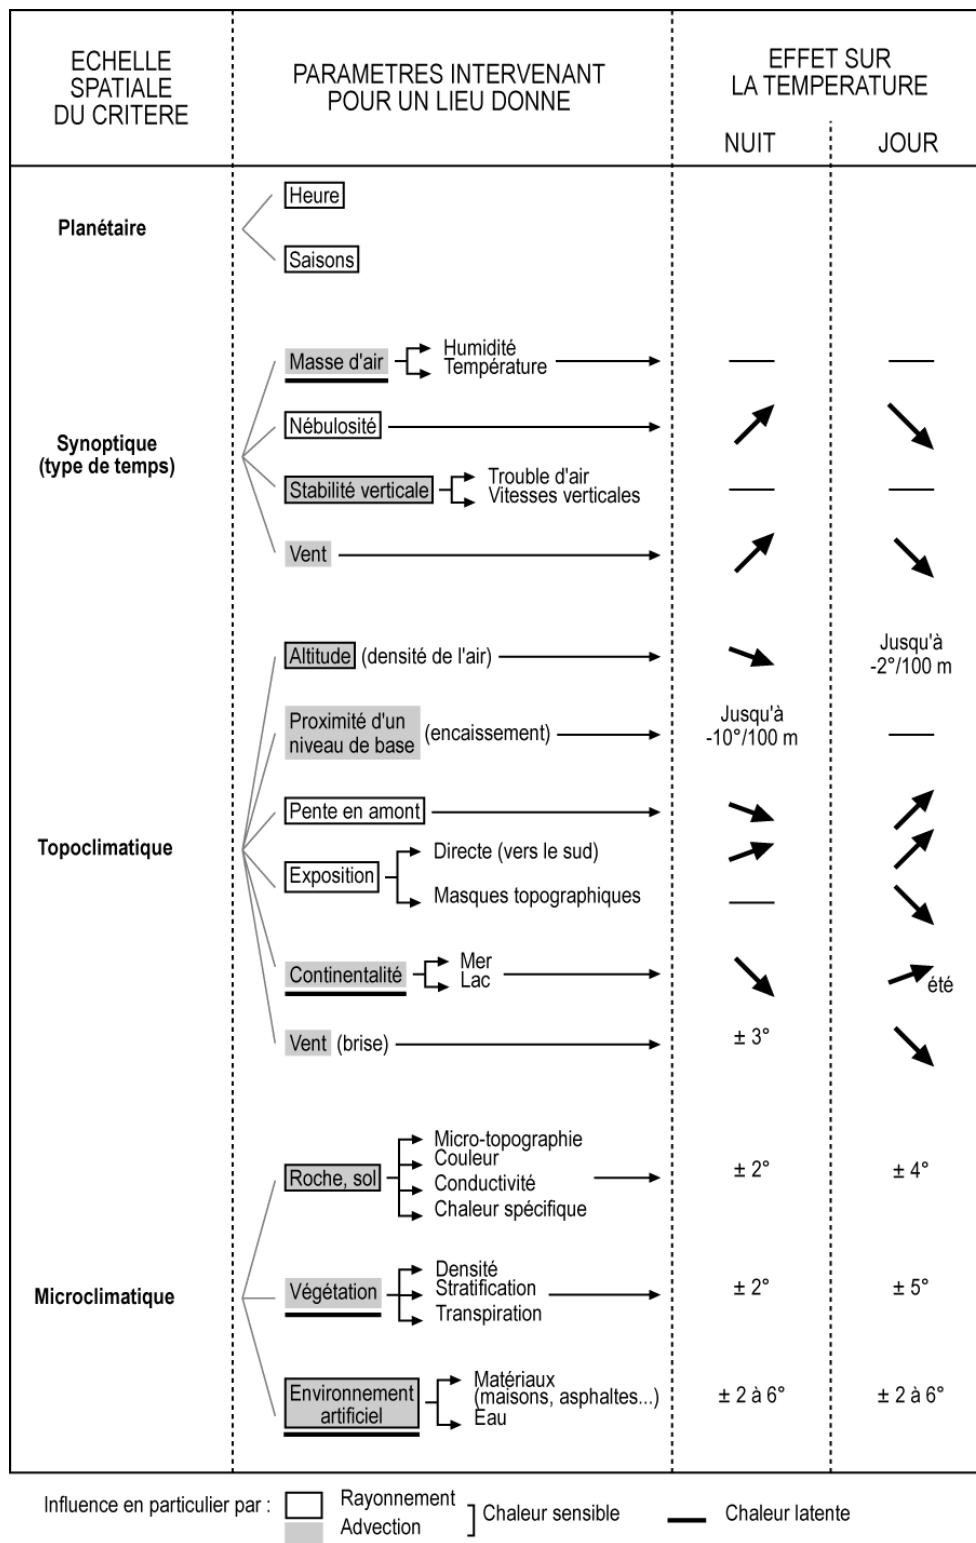 ECHELLE
SPATIALE
DU CRITERE
PARAMETRES INTERVENANT
POUR UN LIEU DONNE
EFFET SUR
LA TEMPERATURE
NUIT
JOUR
Planétaire
Heure
Saisons
Synoptique
(type de temps)
Masse d'air
Humidité
Température
Nébulosité
Stabilité verticale
Trouble d'air
Vitesses verticales
Vent
Topoclimatique
Altitude (densité de l'air)
Jusqu'à
-2°/100 m
Proximité d'un
niveau de base (encaissement)
Jusqu'à
-10°/100 m
Pente en amont
Exposition
Directe (vers le sud)
Masques topographiques
Continentalité
Mer
Lac
été
Vent (brise)
± 3°
Microclimatique
Roche, sol
Micro-topographie
Couleur
Conductivité
Chaleur spécifique
± 2°
± 4°
Végétation
Densité
Stratification
Transpiration
± 2°
± 5°
Environnement
artificiel
Matériaux
(maisons, asphaltes...)
Eau
± 2 à 6°
± 2 à 6°
Influence en particulier par :
Rayonnement
Advection
Chaleur sensible
Chaleur latente